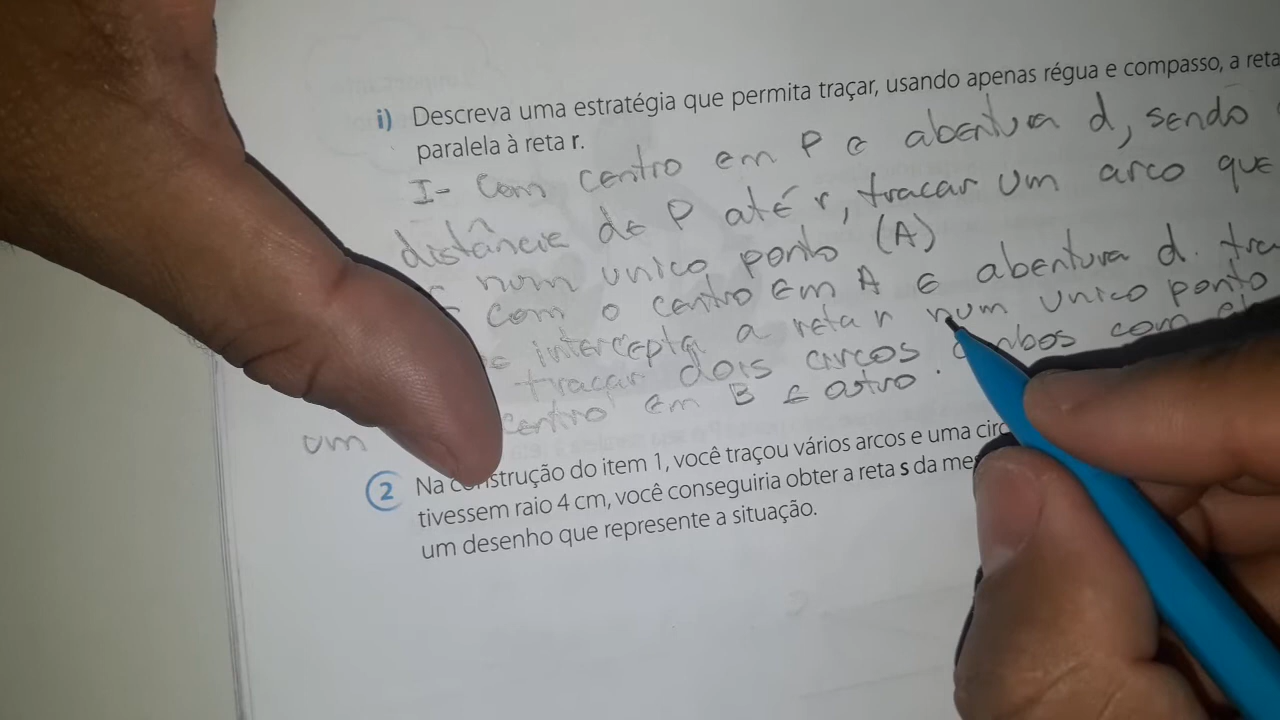 i) Descreva uma estratégia que permita traçar, usando apenas régua e compasso, a reta
paralela à reta r.
I- Com centro em P e abertura d, sendo
distância de P até r, tracar um arco que
num unico ponto (A)
com o centro em A e abertura d. tra
intercepta a reta r num unico ponto
traçar dois circos ambos com
um centro em B e outro.
2 Na construção do item 1, você traçou vários arcos e uma circ
tivessem raio 4 cm, você conseguiria obter a reta s da me
um desenho que represente a situação.